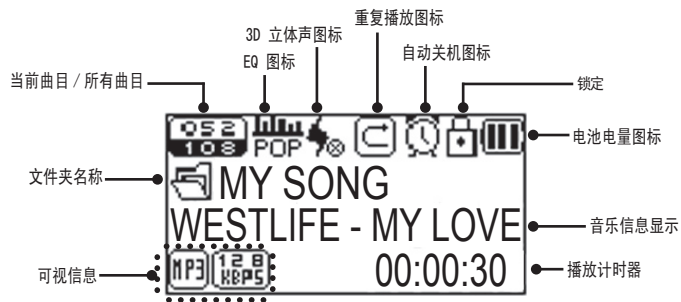 重复播放图标
3D 立体声图标
自动关机图标
EQ 图标
当前曲目 / 所有曲目
锁定
052
108
POP
电池电量图标
文件夹名称
MY SONG
WESTLIFE - MY LOVE
音乐信息显示
可视信息
MP3
128
KBPS
00:00:30
播放计时器